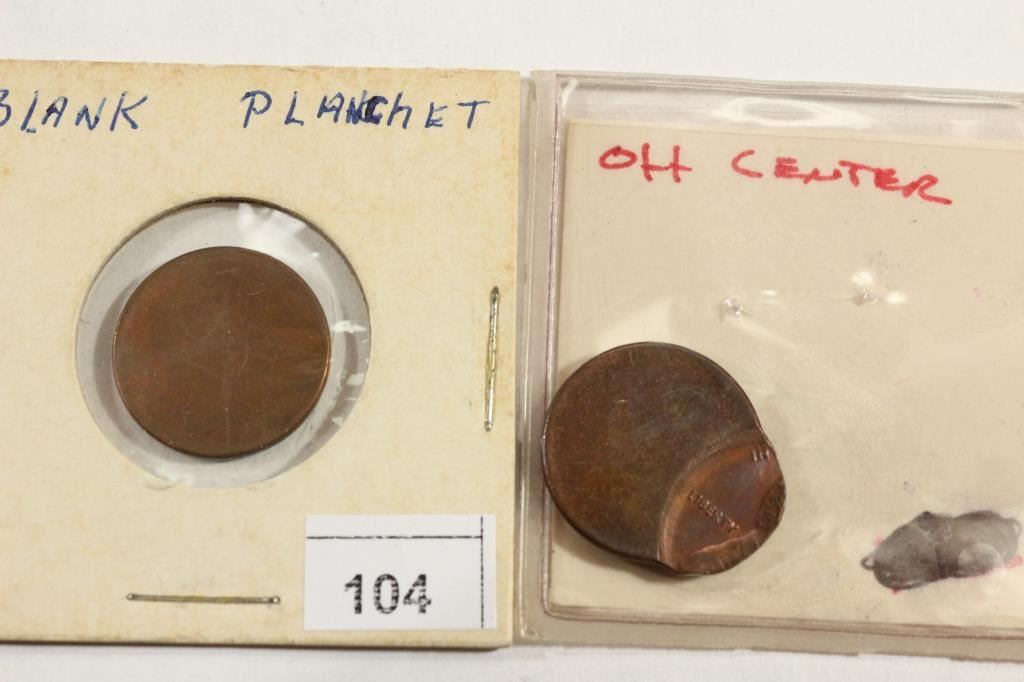 BLANK PLANCHET
OFF CENTER
LIBERTY
104